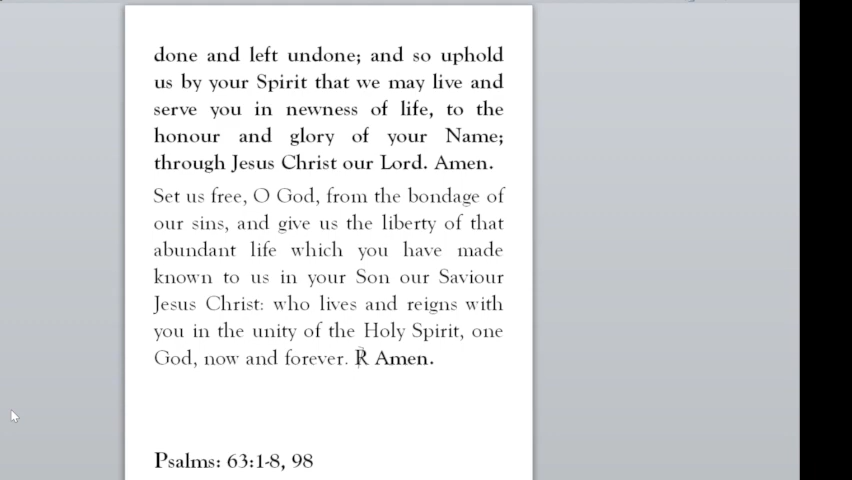 done and left undone; and so uphold
us by your Spirit that we may live and
serve you in newness of life, to the
honour and glory of your Name;
through Jesus Christ our Lord. Amen.
Set us free, O God, from the bondage of
our sins, and give us the liberty of that
abundant life which you have made
known to us in your Son our Saviour
Jesus Christ: who lives and reigns with
you in the unity of the Holy Spirit, one
God, now and forever. R Amen.
Psalms: 63:1-8, 98